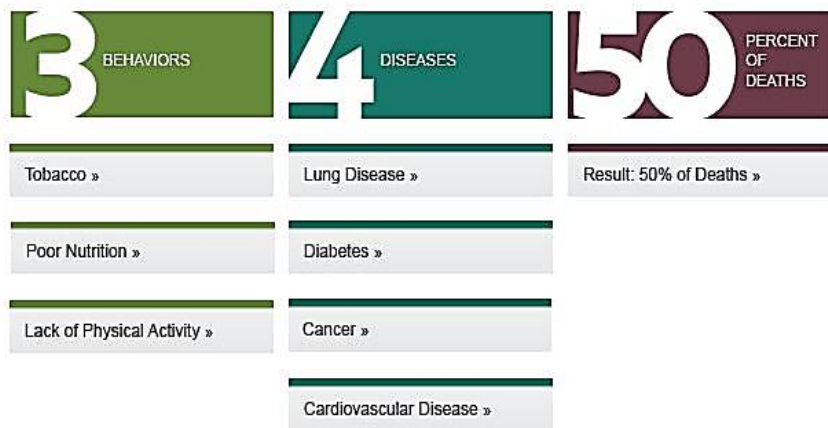 3 BEHAVIORS
Tobacco »
Poor Nutrition »
Lack of Physical Activity »
4 DISEASES
Lung Disease »
Diabetes »
Cancer »
Cardiovascular Disease »
50 PERCENT
OF
DEATHS
Result: 50% of Deaths »